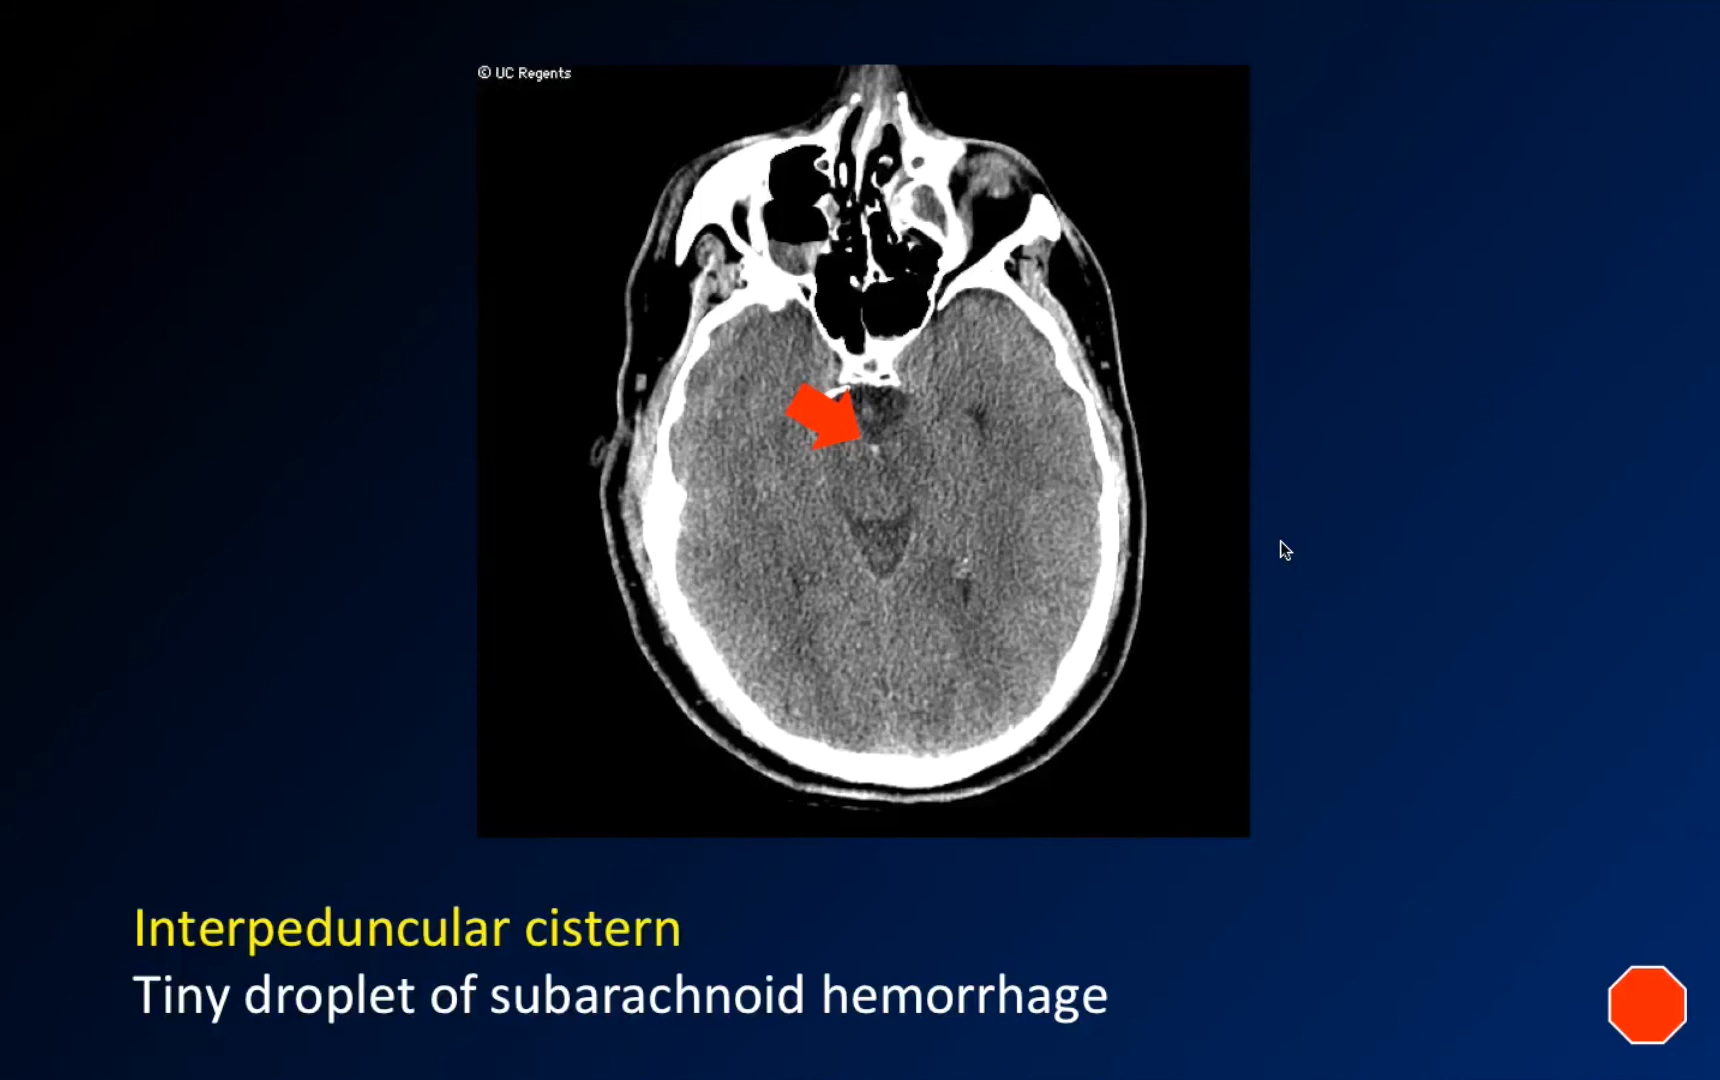 © UC Regents
Interpeduncular cistern
Tiny droplet of subarachnoid hemorrhage